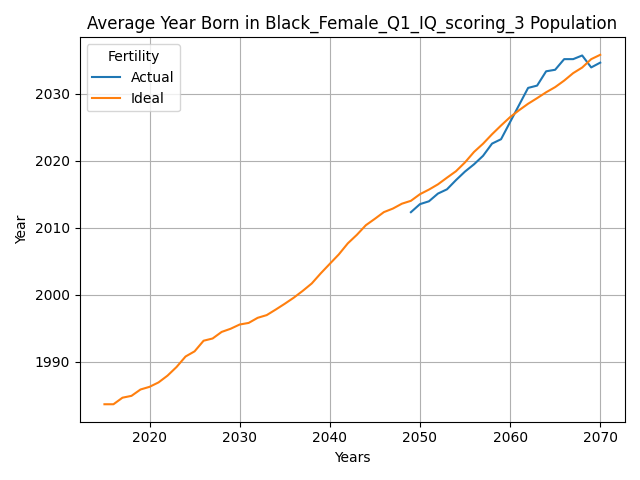 Average Year Born in Black_Female_Q1_IQ_scoring_3 Population
Fertility
Actual
Ideal
Year
2030
2020
2010
2000
1990
2020 2030 2040 2050 2060 2070
Years